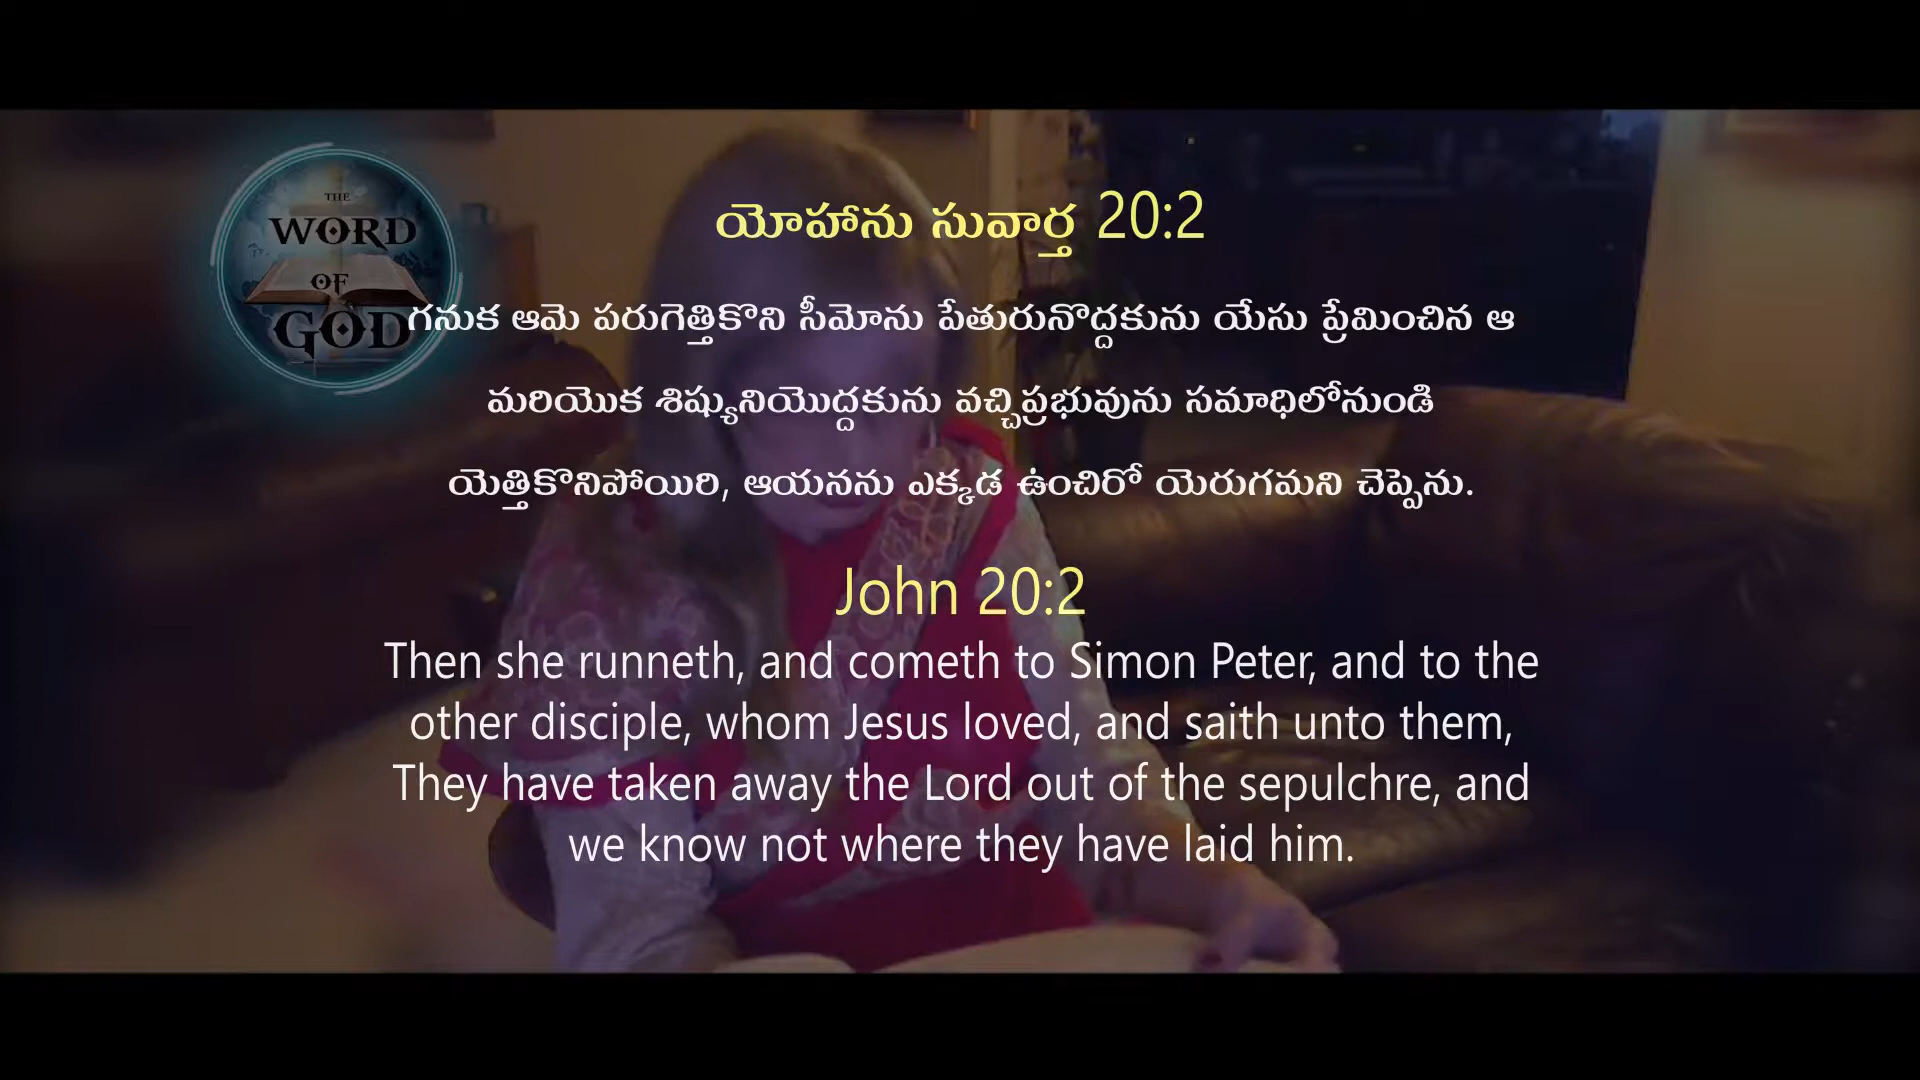 THE
WORD
OF
GOD
యోహాను సువార్త 20:2
గనుక ఆమె పరుగెత్తికొని సీమోను పేతురునొద్దకును యేసు ప్రేమించిన ఆ
మరియొక శిష్యునియొద్దకును వచ్చిప్రభువును సమాధిలోనుండి
యెత్తికొనిపోయిరి, ఆయనను ఎక్కడ ఉంచిరో యెరుగమని చెప్పెను.
John 20:2
Then she runneth, and cometh to Simon Peter, and to the
other disciple, whom Jesus loved, and saith unto them,
They have taken away the Lord out of the sepulchre, and
we know not where they have laid him.